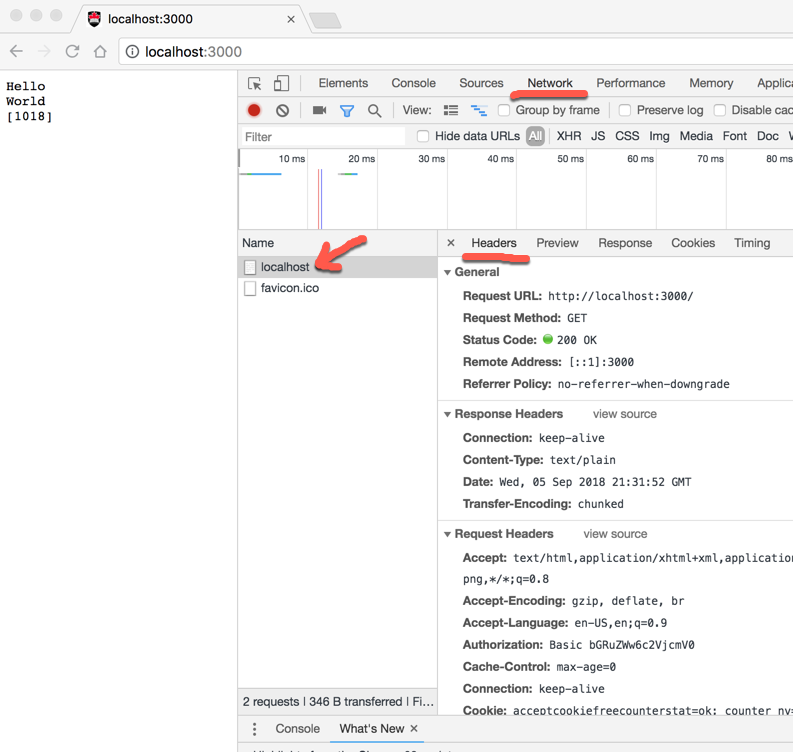 localhost:3000
localhost:3000
Hello
World
[1018]
Elements Console Sources Network Performance Memory Applic
View: Group by frame Preserve log Disable cac
Filter Hide data URLs All XHR JS CSS Img Media Font Doc W
10 ms 20 ms 30 ms 40 ms 50 ms 60 ms 70 ms 80 ms
Name
localhost
favicon.ico
2 requests | 346 B transferred | Fi...
× Headers Preview Response Cookies Timing
General
Request URL: http://localhost:3000/
Request Method: GET
Status Code: 200 OK
Remote Address: [::1]:3000
Referrer Policy: no-referrer-when-downgrade
Response Headers view source
Connection: keep-alive
Content-Type: text/plain
Date: Wed, 05 Sep 2018 21:31:52 GMT
Transfer-Encoding: chunked
Request Headers view source
Accept: text/html,application/xhtml+xml,application
png,*/*;q=0.8
Accept-Encoding: gzip, deflate, br
Accept-Language: en-US,en;q=0.9
Authorization: Basic bGRuZWw6c2VjcmV0
Cache-Control: max-age=0
Connection: keep-alive
Cookie: acceptcookiefreecounterstat=ok; counter_nv=
Console What's New ×